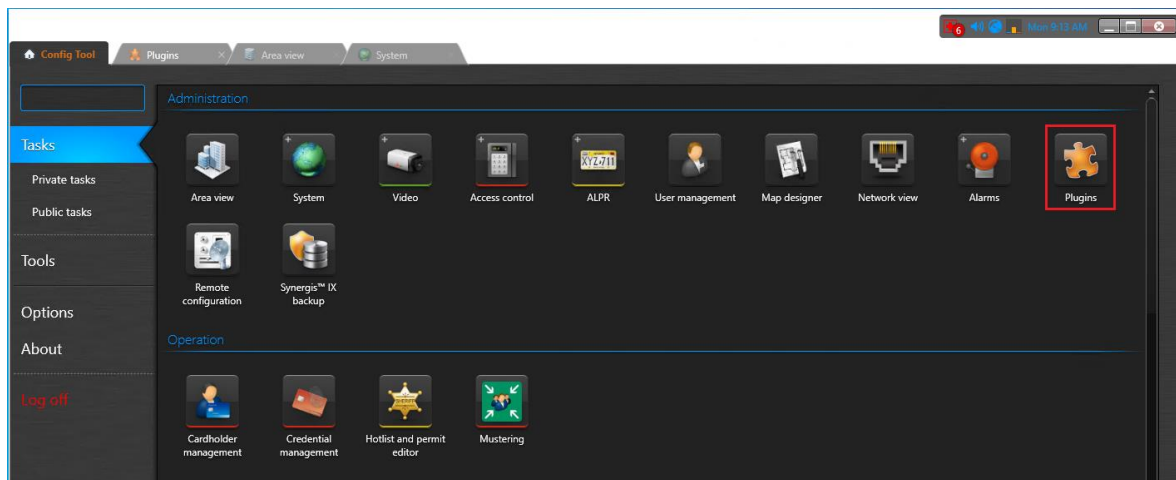 6
Mon 9:13 AM
Config Tool
Plugins
Area view
System
Tasks
Private tasks
Public tasks
Tools
Options
About
Log off
Administration
Area view
System
Video
XYZ•711
Access control
ALPR
User management
Map designer
Network view
Alarms
Plugins
Remote
configuration
Synergis™ IX
backup
Operation
SHERIFF
Cardholder
management
Credential
management
Hotlist and permit
editor
Mustering